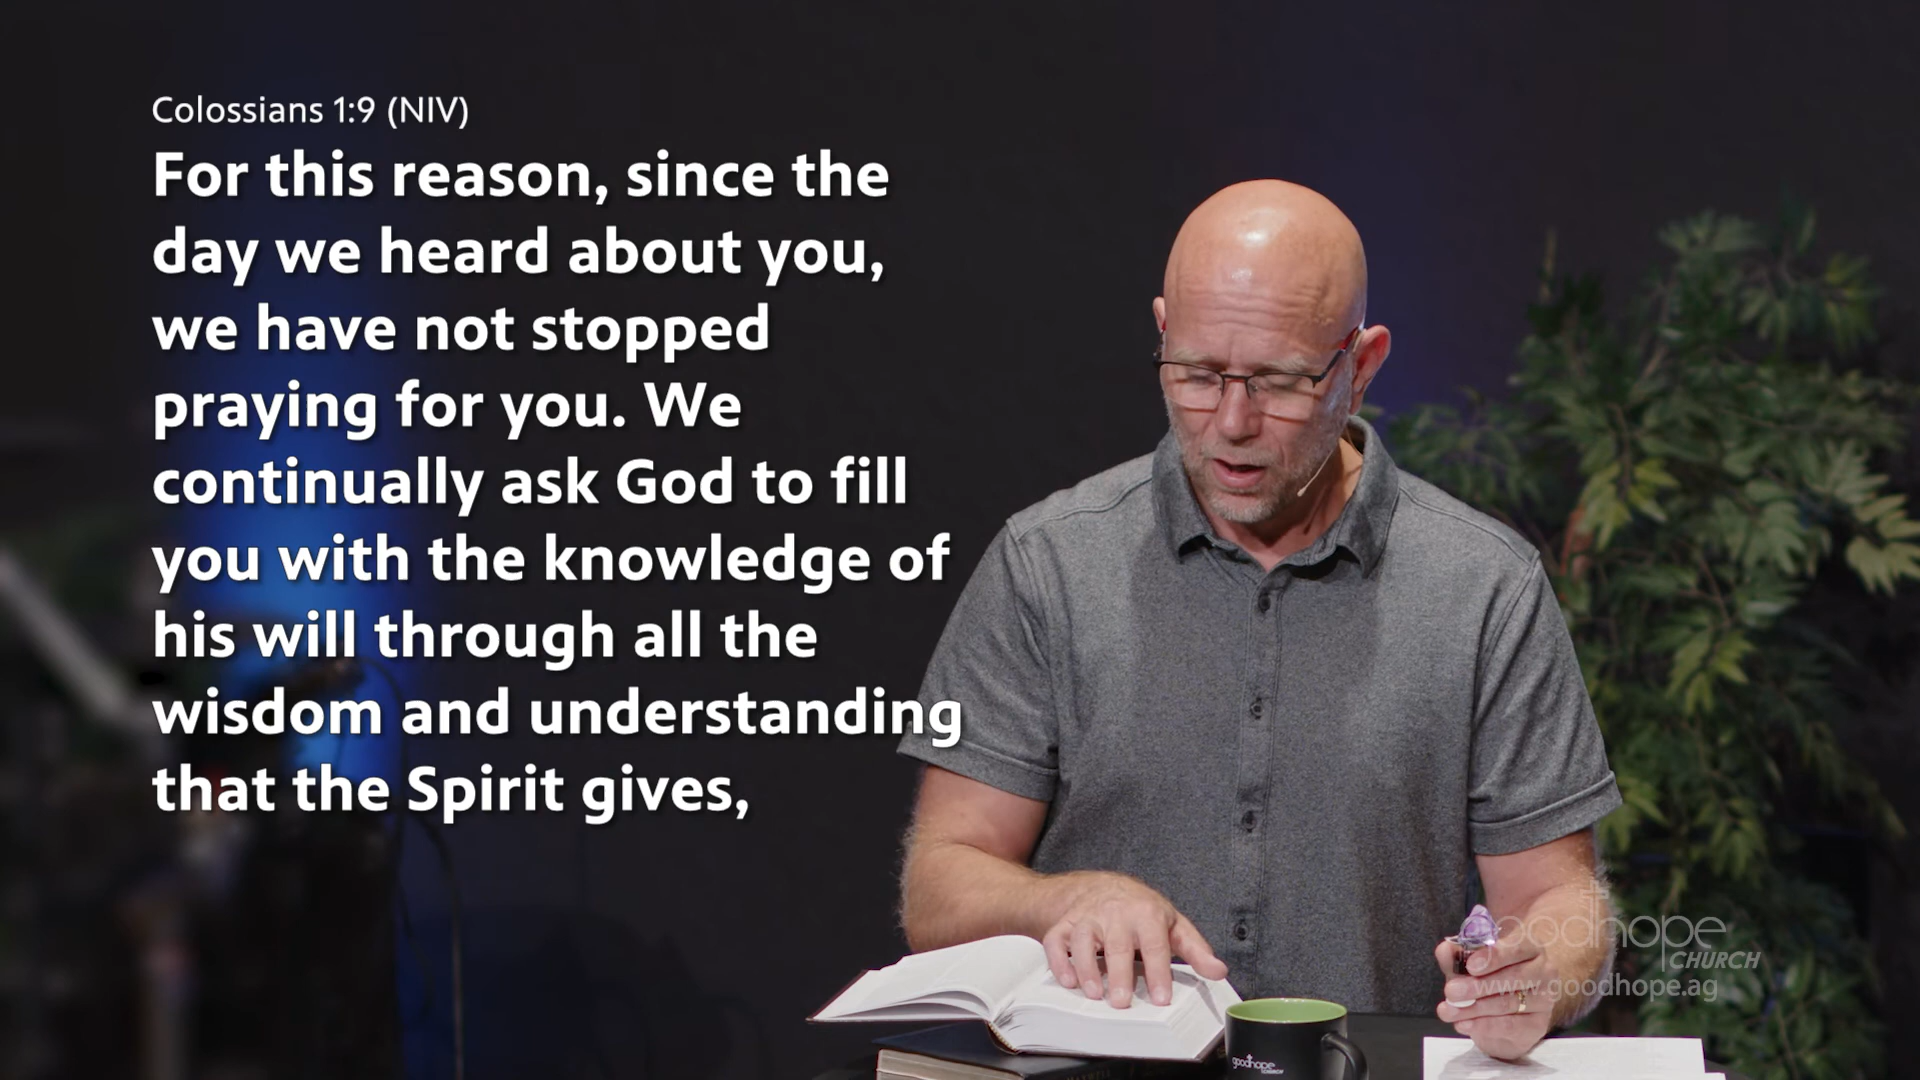 Colossians 1:9 (NIV)
For this reason, since the
day we heard about you,
we have not stopped
praying for you. We
continually ask God to fill
you with the knowledge of
his will through all the
wisdom and understanding
that the Spirit gives,
goodhope
CHURCH
www.goodhope.ag
goodhope
CHURCH